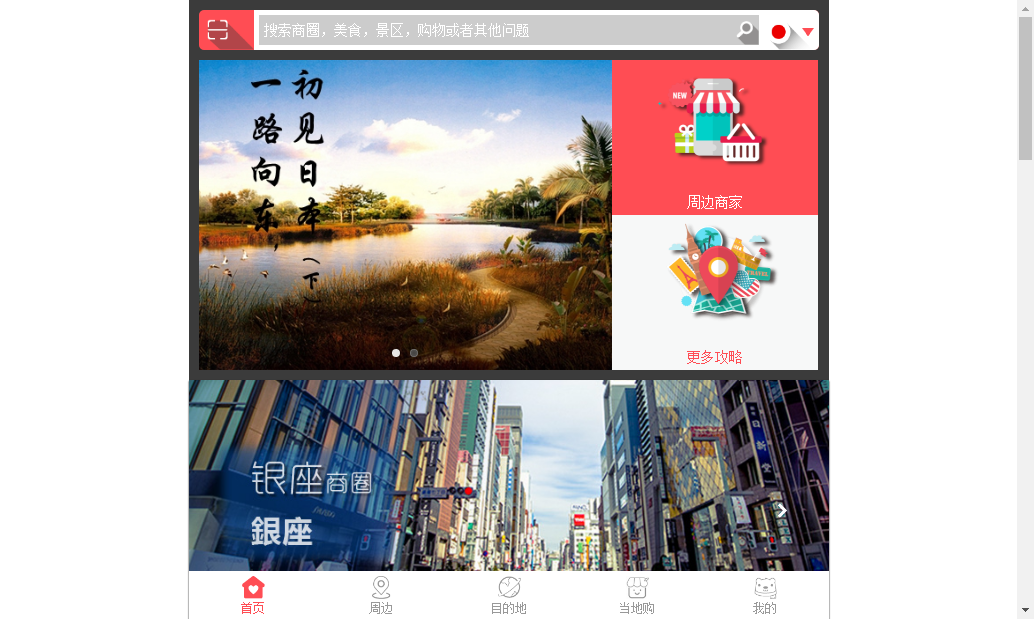 搜索商圈，美食，景区，购物或者其他问题
初见日本（下）
一路向东，
NEW
周边商家
更多攻略
银座商圈
銀座
首页
周边
目的地
当地购
我的